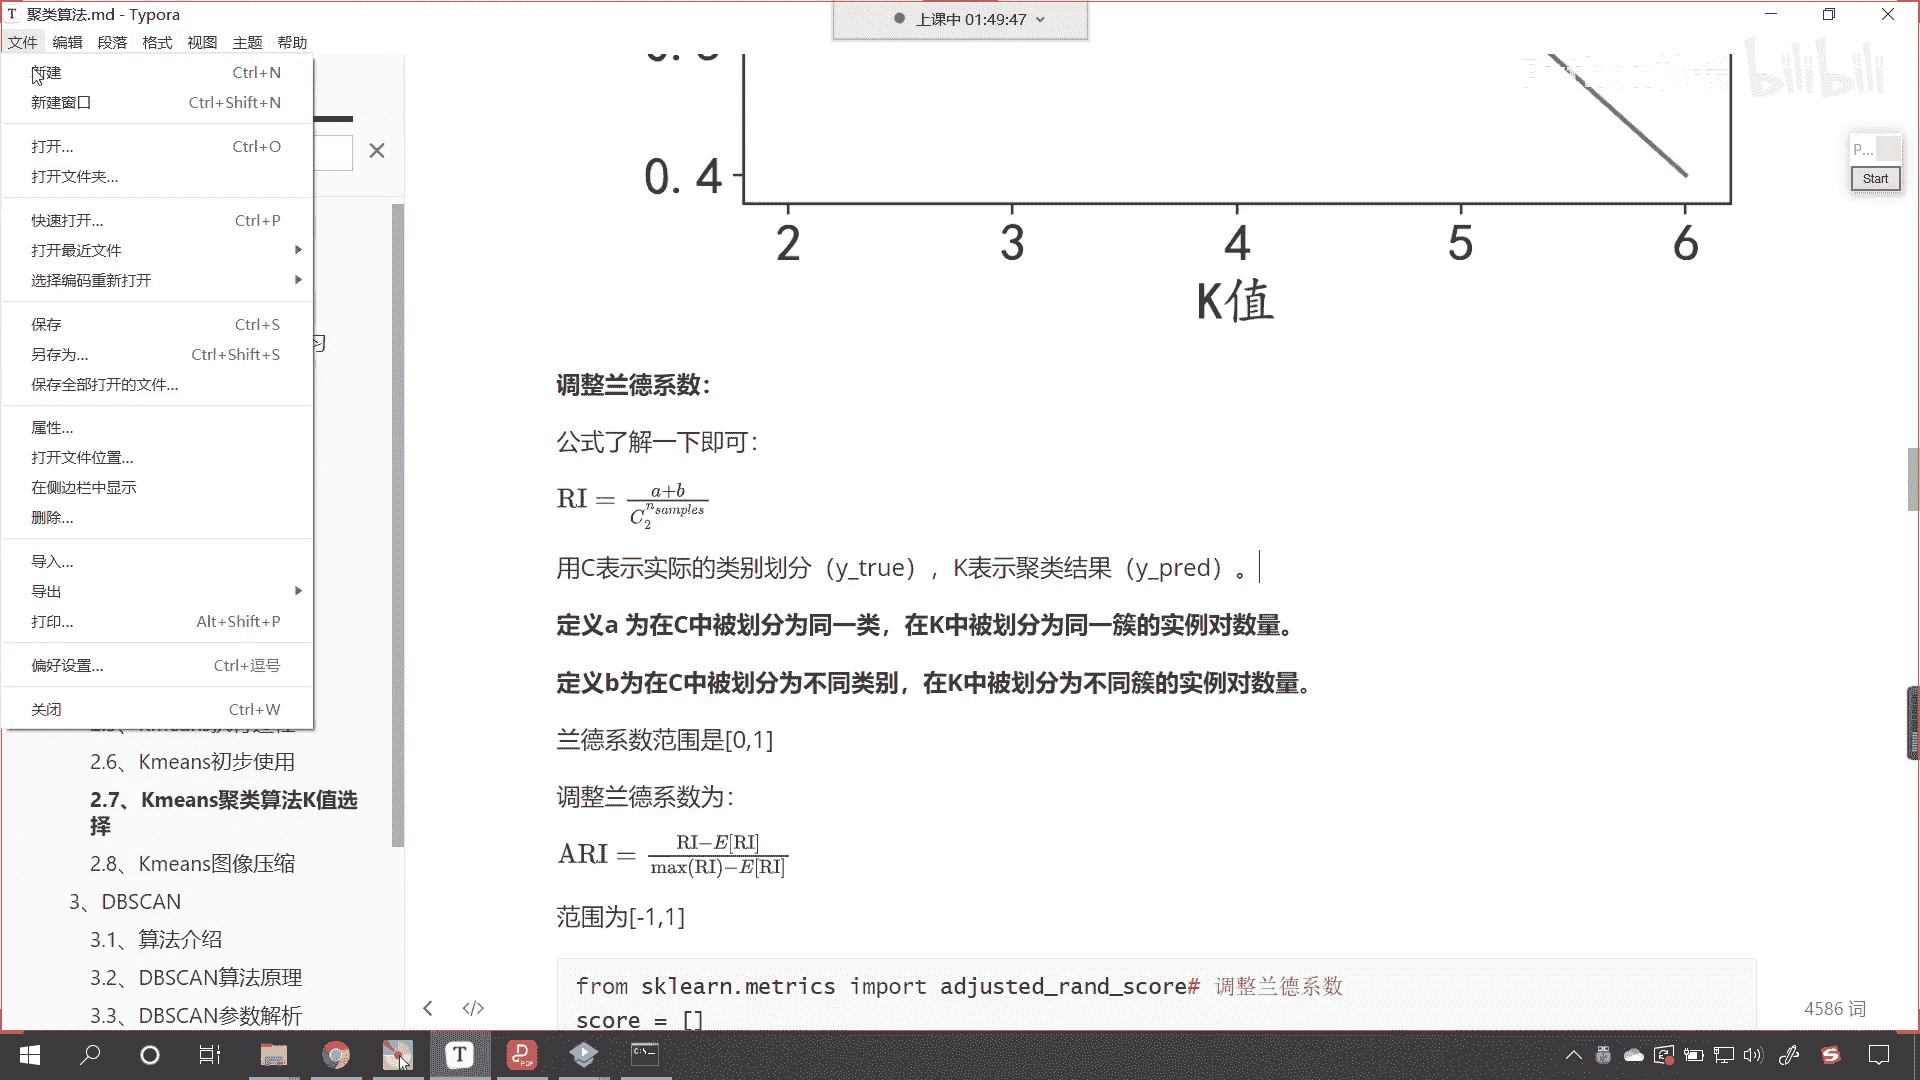 聚类算法.md - Typora
上课中 01:49:47
文件 编辑 段落 格式 视图 主题 帮助
新建 Ctrl+N
新建窗口 Ctrl+Shift+N
打开... Ctrl+O
打开文件夹...
快速打开... Ctrl+P
打开最近文件
选择编码重新打开
保存 Ctrl+S
另存为... Ctrl+Shift+S
保存全部打开的文件...
属性...
打开文件位置...
在侧边栏中显示
删除...
导入...
导出
打印... Alt+Shift+P
偏好设置... Ctrl+逗号
关闭 Ctrl+W
2.6、Kmeans初步使用
2.7、Kmeans聚类算法K值选
择
2.8、Kmeans图像压缩
3、DBSCAN
3.1、算法介绍
3.2、DBSCAN算法原理
3.3、DBSCAN参数解析
bilibili
P...
Start
0.4
2 3 4 5 6
K值
调整兰德系数：
公式了解一下即可：
RI = \frac{a+b}{C_2^{n_{samples}}}
用C表示实际的类别划分（y_true），K表示聚类结果（y_pred）。
定义a 为在C中被划分为同一类，在K中被划分为同一簇的实例对数量。
定义b为在C中被划分为不同类别，在K中被划分为不同簇的实例对数量。
兰德系数范围是[0,1]
调整兰德系数为：
ARI = \frac{RI-E[RI]}{max(RI)-E[RI]}
范围为[-1,1]
from sklearn.metrics import adjusted_rand_score# 调整兰德系数
score = []
4586 词